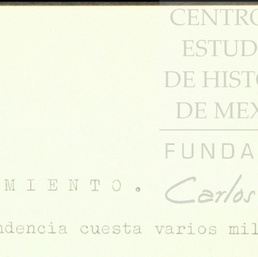 CENTRO
ESTUD
DE HISTO
DE MEX
FUNDA
Carlos
MIENTO.
ndencia cuesta varios mil